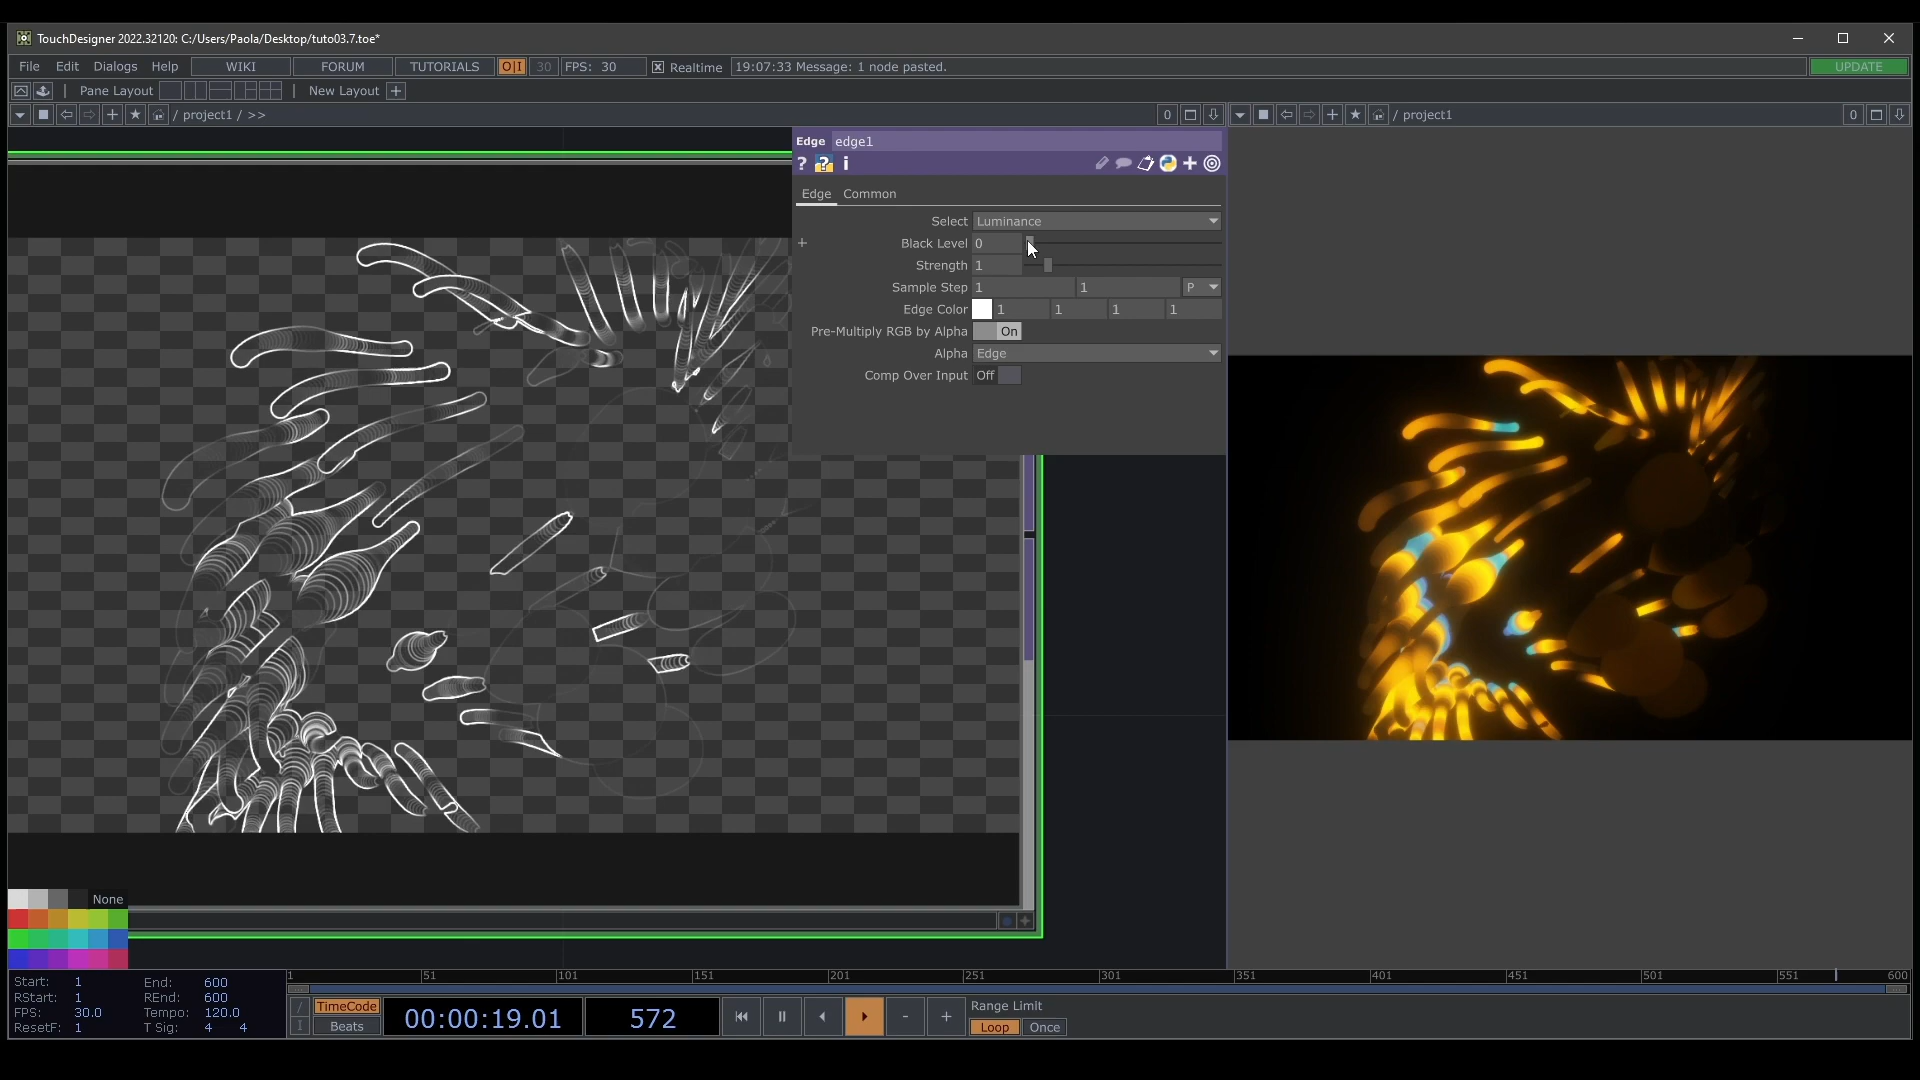 TouchDesigner 2022.32120: C:/Users/Paola/Desktop/tuto03.7.toe*
File Edit Dialogs Help WIKI FORUM TUTORIALS O|I 30 FPS: 30 Realtime 19:07:33 Message: 1 node pasted. UPDATE
Pane Layout New Layout +
/ project1 / >> 0 / project1 0
Edge edge1
? ? i
Edge Common
Select Luminance
+ Black Level 0
Strength 1
Sample Step 1 1 P
Edge Color 1 1 1 1
Pre-Multiply RGB by Alpha On
Alpha Edge
Comp Over Input Off
None
1 51 101 151 201 251 301 351 401 451 501 551 600
Start: 1 End: 600
RStart: 1 REnd: 600
FPS: 30.0 Tempo: 120.0
ResetF: 1 T Sig: 4 4
/ TimeCode
I Beats
00:00:19.01 572 - +
Range Limit
Loop Once